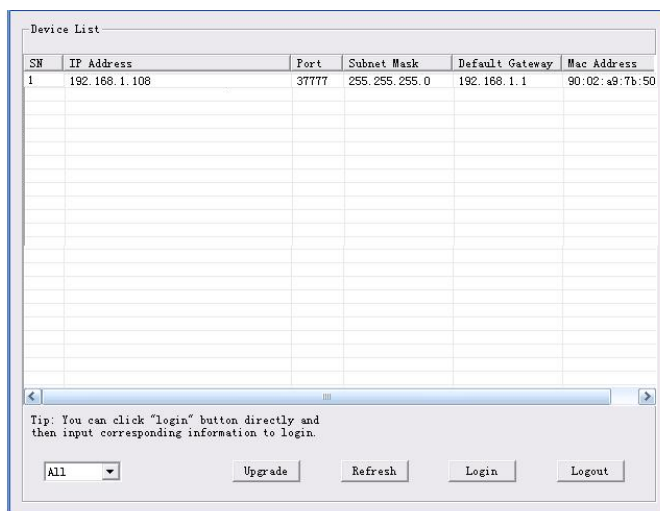 Device List
SN IP Address Port Subnet Mask Default Gateway Mac Address
1 192.168.1.108 37777 255.255.255.0 192.168.1.1 90:02:a9:7b:50
Tip: You can click "login" button directly and
then input corresponding information to login.
All Upgrade Refresh Login Logout